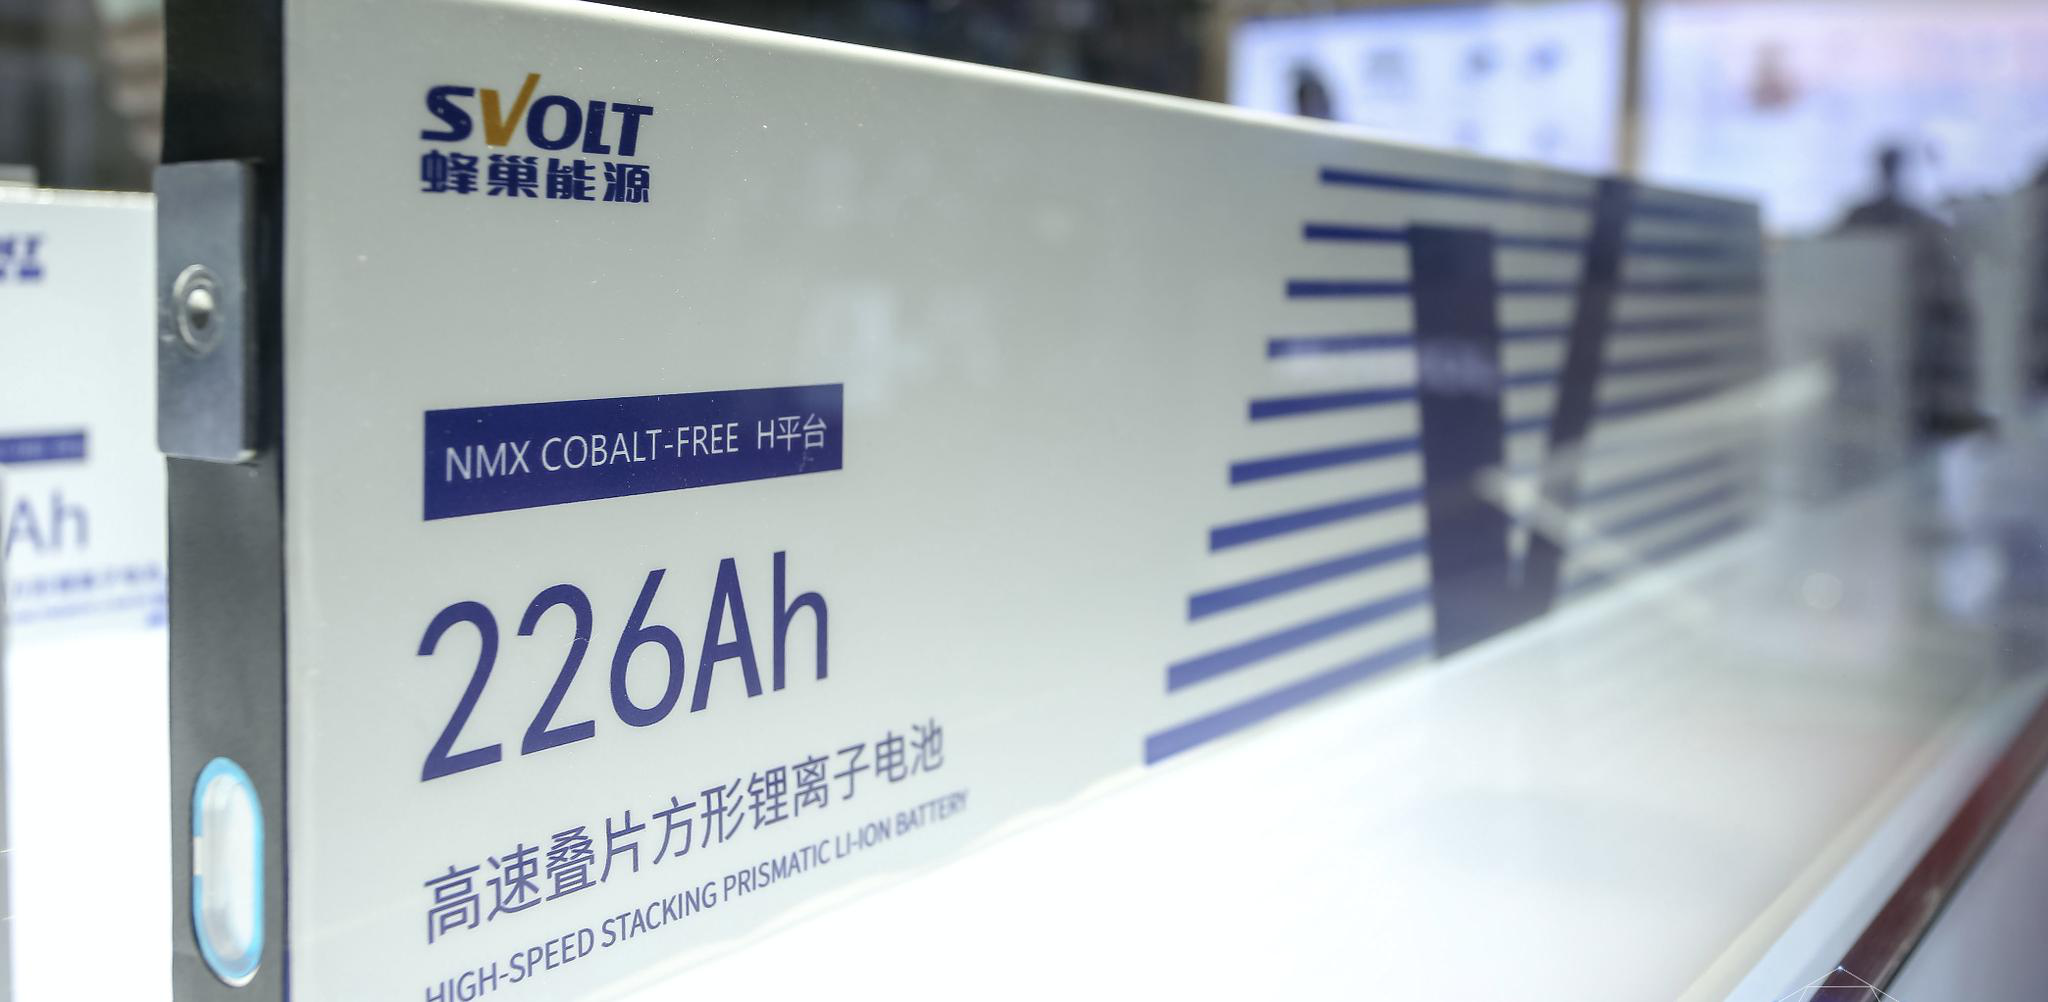 SVOLT
蜂巢能源
NMX COBALT-FREE H平台
226Ah
高速叠片方形锂离子电池
HIGH-SPEED STACKING PRISMATIC LI-ION BATTERY
Ah